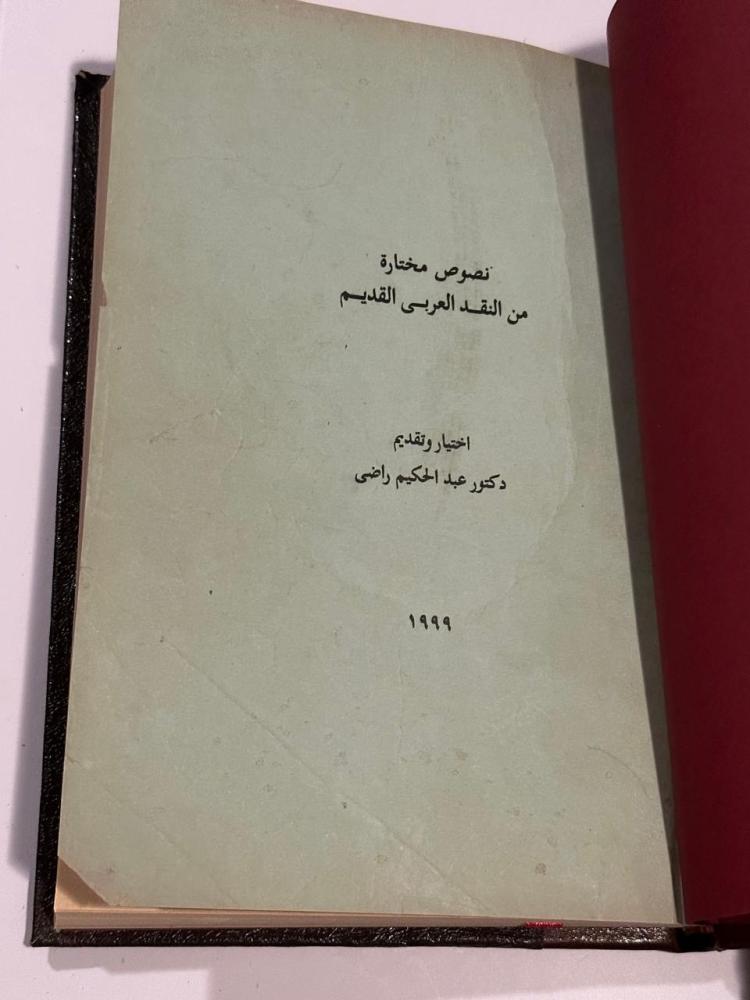 نصوص مختارة
من النقد العربى القديم
اختيار وتقديم
دكتور عبد الحكيم راضى
١٩٩٩